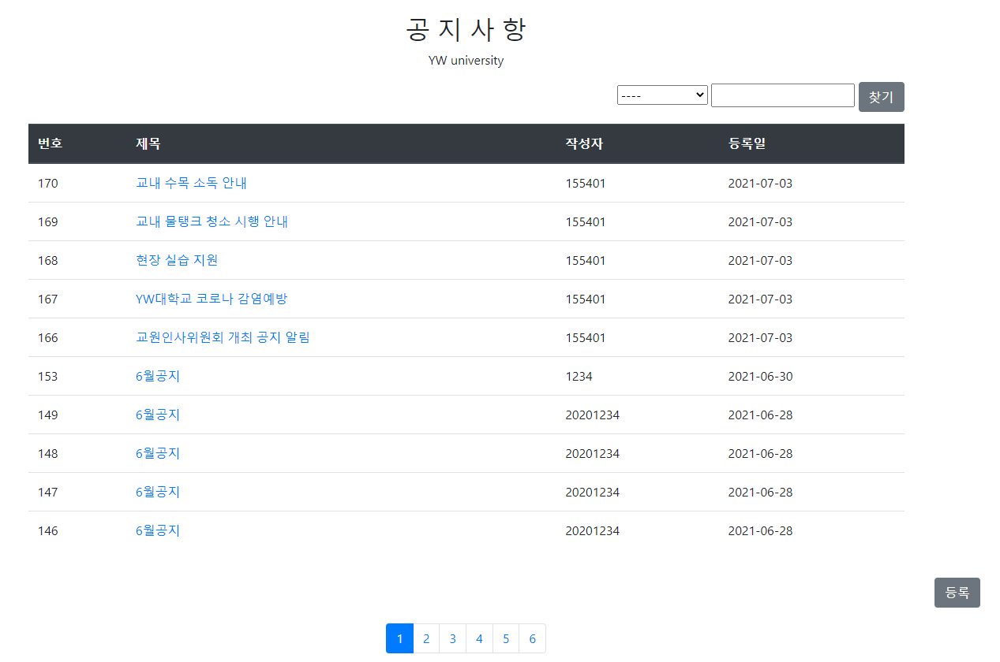 공 지 사 항
YW university
---- 찾기
번호 제목 작성자 등록일
170 교내 수목 소독 안내 155401 2021-07-03
169 교내 물탱크 청소 시행 안내 155401 2021-07-03
168 현장 실습 지원 155401 2021-07-03
167 YW대학교 코로나 감염예방 155401 2021-07-03
166 교원인사위원회 개최 공지 알림 155401 2021-07-03
153 6월공지 1234 2021-06-30
149 6월공지 20201234 2021-06-28
148 6월공지 20201234 2021-06-28
147 6월공지 20201234 2021-06-28
146 6월공지 20201234 2021-06-28
등록
1 2 3 4 5 6